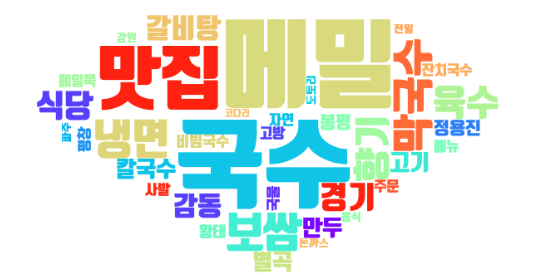 갈비탕
메밀
전밀
강원
맛집
막국수
잔치국수
메밀묵
도토리
육수
식당
코다리
파주
평창
냉면
비빔국수
자연
고방
봉평
정용진
메뉴
국수
향기
고기
칼국수
사발
국물
경기
주문
감동
황태
보쌈
만두
음식
돈까스
별곡